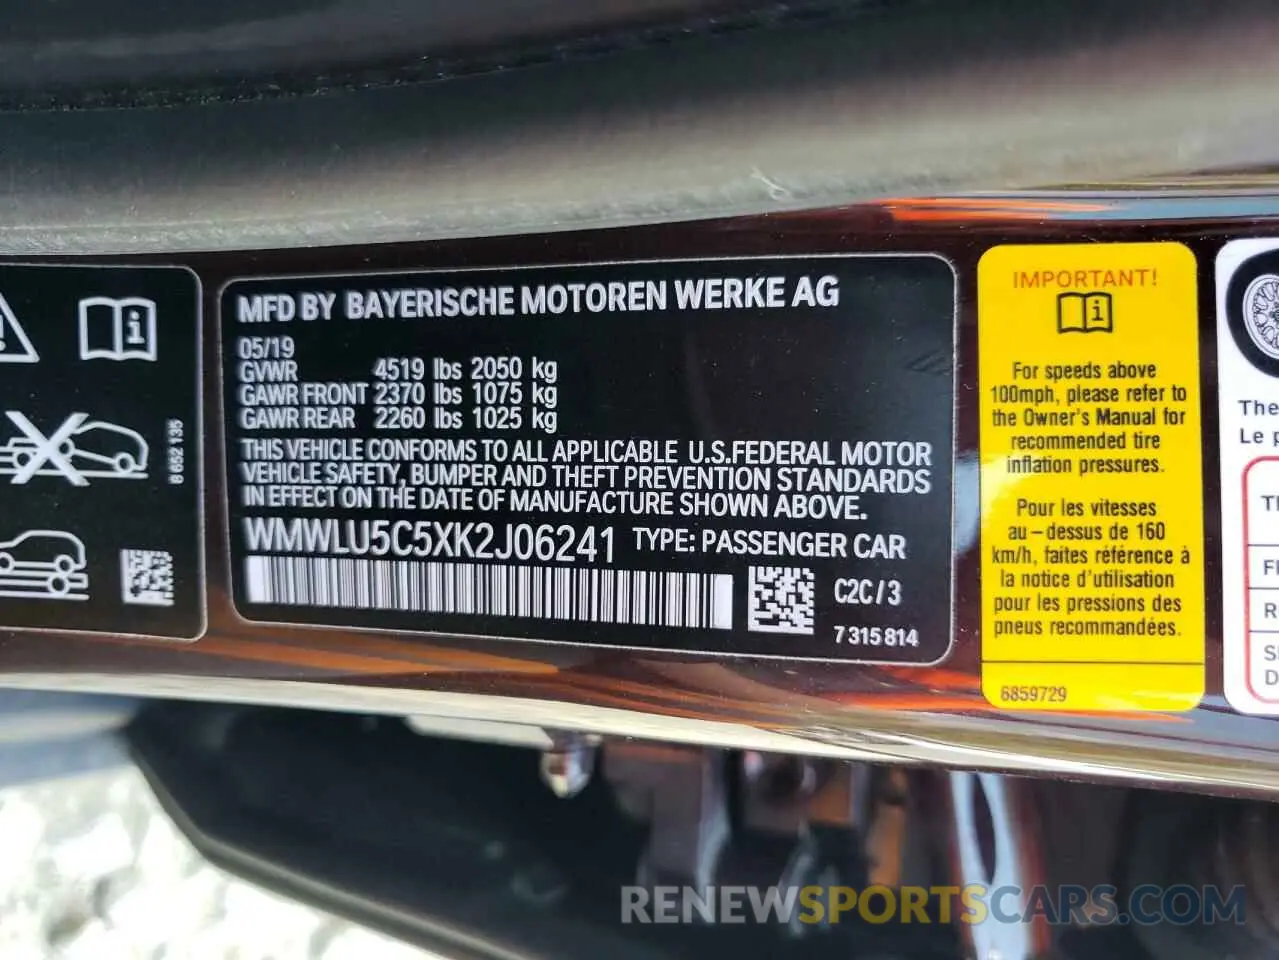 8 652 135
MFD BY BAYERISCHE MOTOREN WERKE AG
05/19
GVWR 4519 lbs 2050 kg
GAWR FRONT 2370 lbs 1075 kg
GAWR REAR 2260 lbs 1025 kg
THIS VEHICLE CONFORMS TO ALL APPLICABLE U.S.FEDERAL MOTOR
VEHICLE SAFETY, BUMPER AND THEFT PREVENTION STANDARDS
IN EFFECT ON THE DATE OF MANUFACTURE SHOWN ABOVE.
WMWLU5C5XK2J06241 TYPE: PASSENGER CAR
C2C/3
7 315 814
IMPORTANT!
For speeds above
100mph, please refer to
the Owner's Manual for
recommended tire
inflation pressures.
Pour les vitesses
au-dessus de 160
km/h, faites référence à
la notice d'utilisation
pour les pressions des
pneus recommandées.
6859729
The
Le
RENEWSPORTSCARS.COM